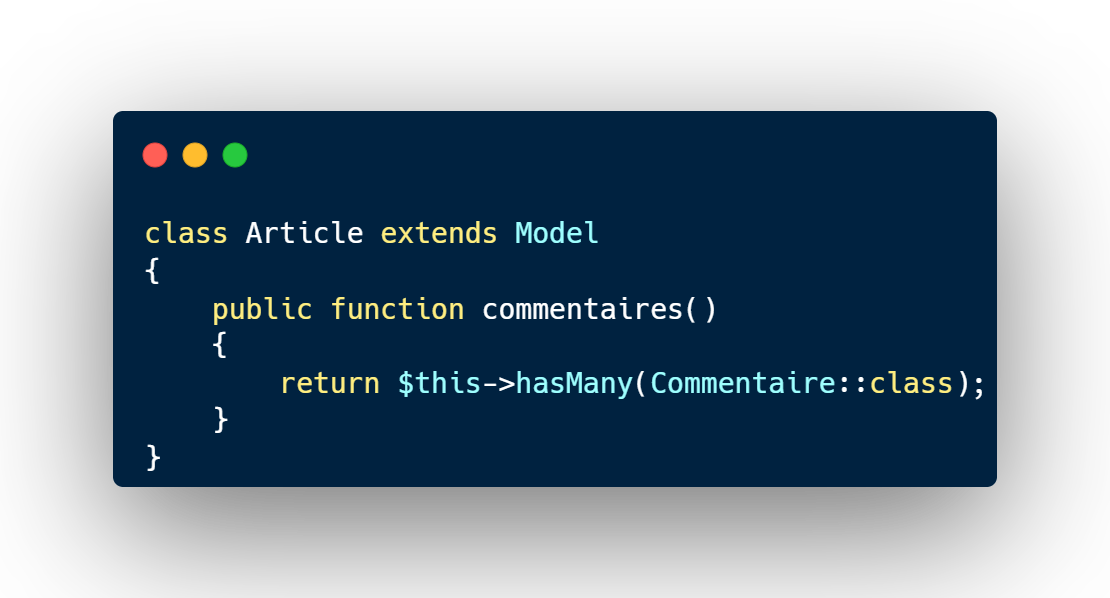 class Article extends Model
{
    public function commentaires()
    {
        return $this->hasMany(Commentaire::class);
    }
}